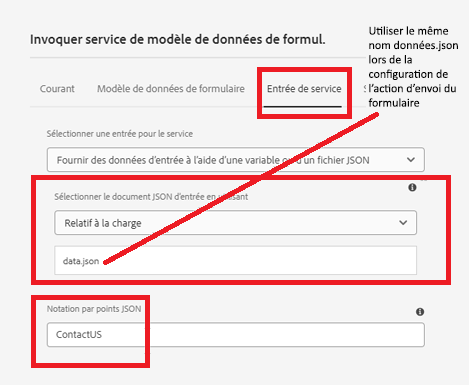 Invoquer service de modèle de données de formul.
Utiliser le même
nom données.json
lors de la
configuration de
l'action d'envoi du
formulaire
Courant
Modèle de données de formulaire
Entrée de service
S
Sélectionner une entrée pour le service
Fournir des données d'entrée à l'aide d'une variable ou d'un fichier JSON
Sélectionner le document JSON d'entrée en utilisant
Relatif à la charge
data.json
Notation par points JSON
ContactUS